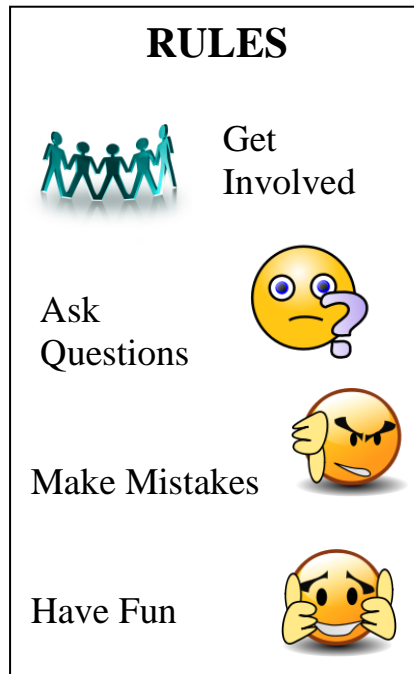 RULES
Get
Involved
Ask
Questions
Make Mistakes
Have Fun